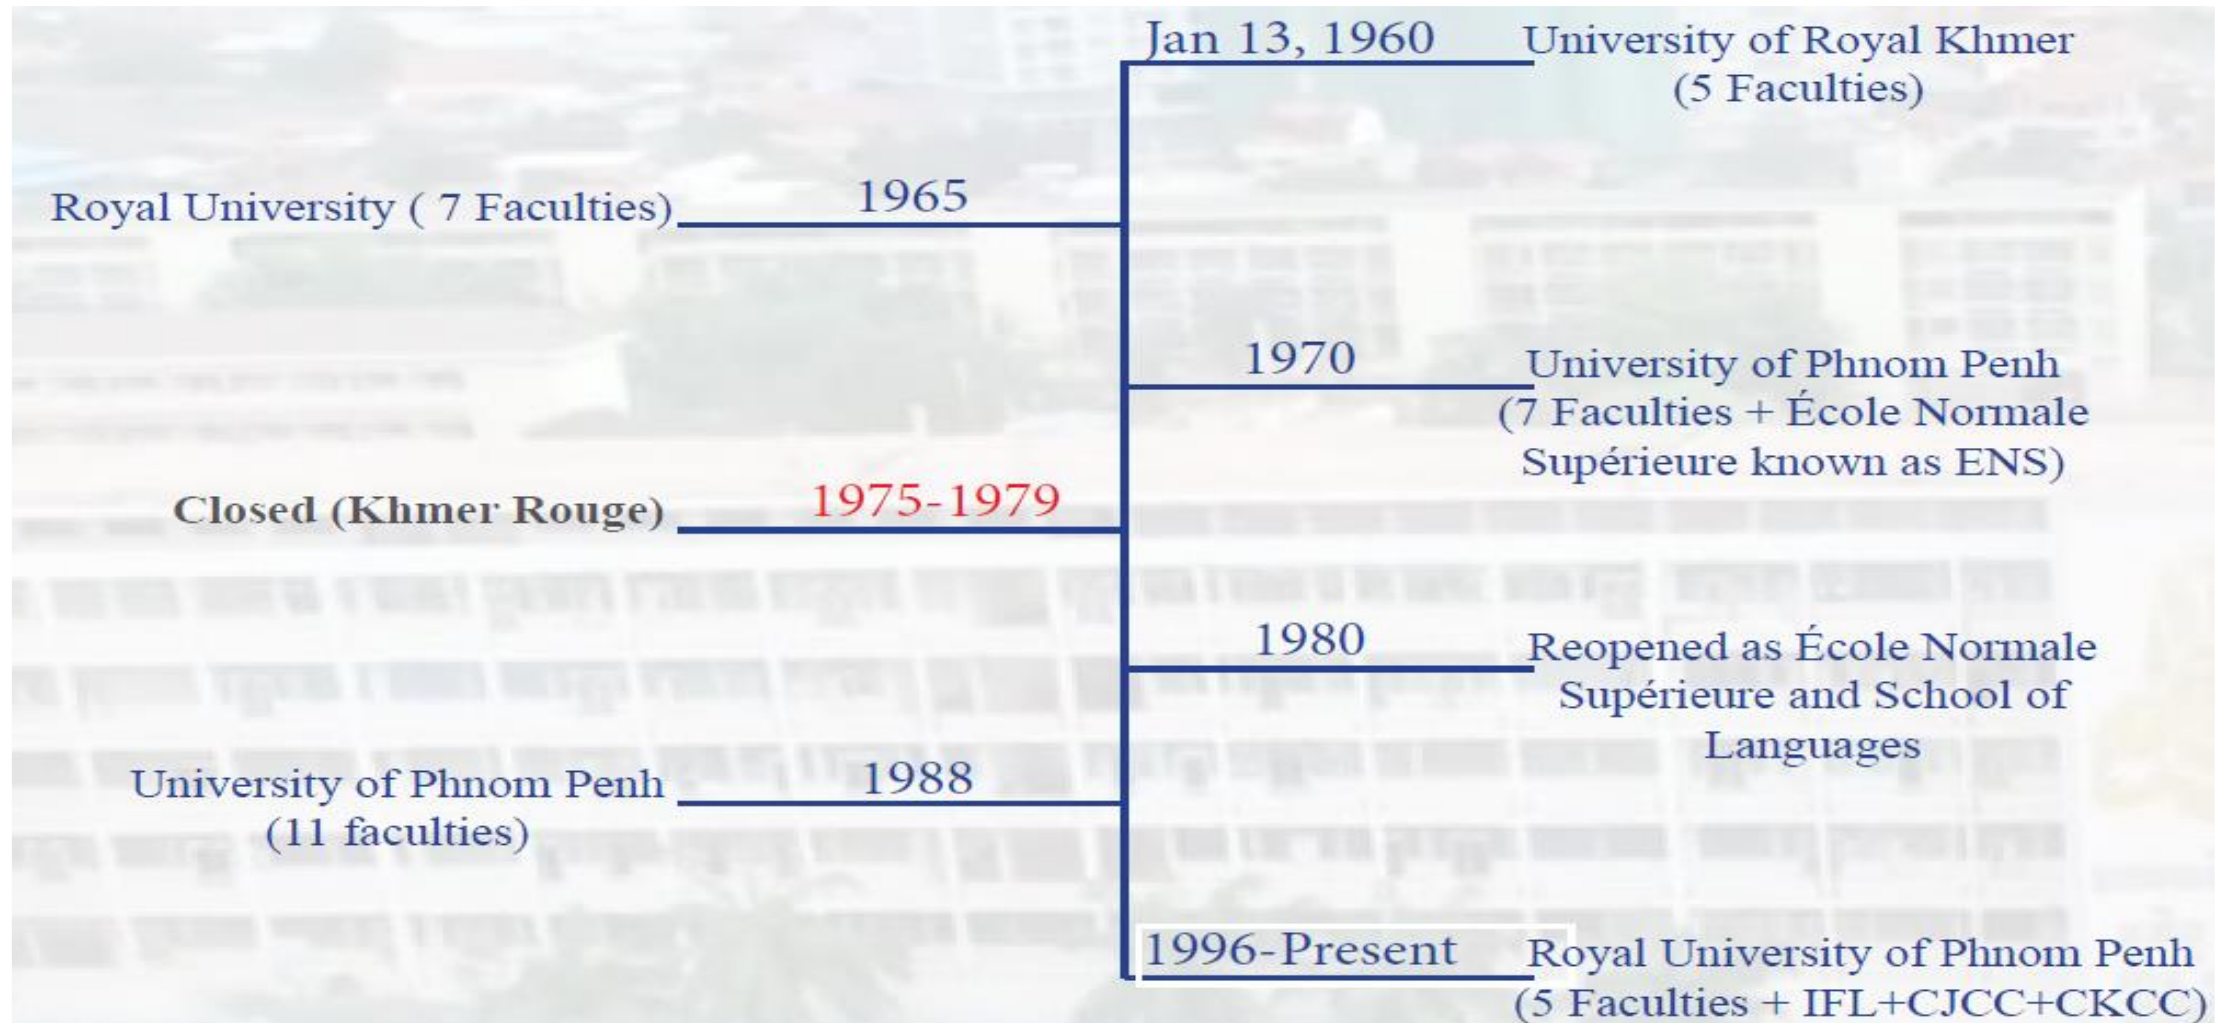 Jan 13, 1960
University of Royal Khmer
(5 Faculties)
1965
Royal University ( 7 Faculties)
1970
University of Phnom Penh
(7 Faculties + École Normale
Supérieure known as ENS)
1975-1979
Closed (Khmer Rouge)
1980
Reopened as École Normale
Supérieure and School of
Languages
1988
University of Phnom Penh
(11 faculties)
1996-Present
Royal University of Phnom Penh
(5 Faculties + IFL+CJCC+CKCC)